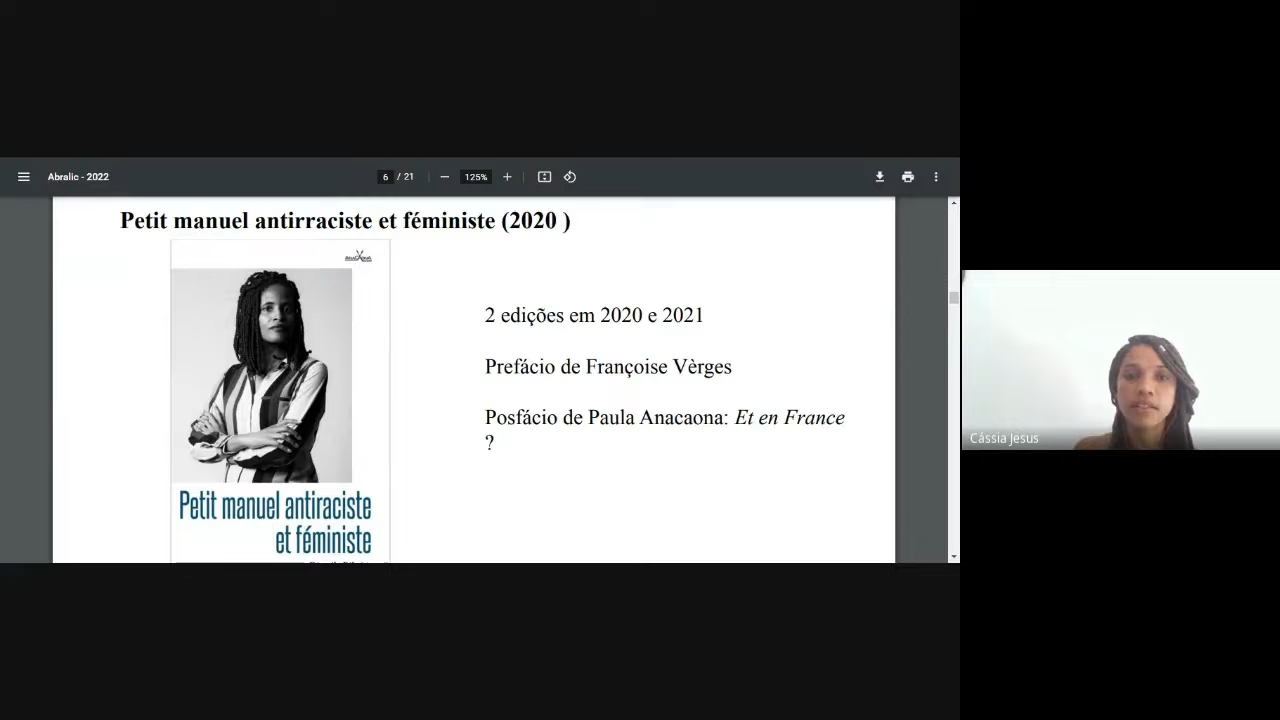 Abralic - 2022
6 / 21
125%
Petit manuel antirraciste et féministe (2020 )
ANACAONA
2 edições em 2020 e 2021
Prefácio de Françoise Vèrges
Posfácio de Paula Anacaona: Et en France
?
Petit manuel antiraciste
et féministe
Cássia Jesus